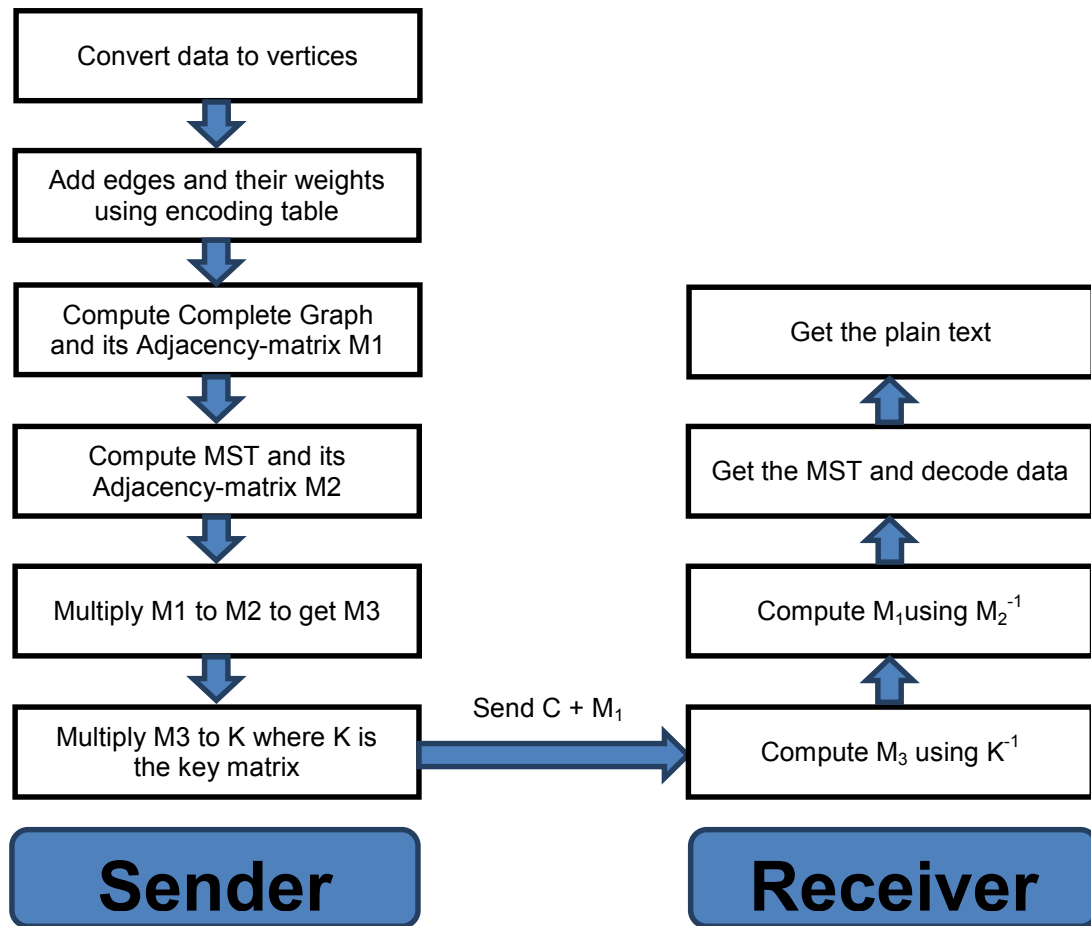 Convert data to vertices
Add edges and their weights
using encoding table
Compute Complete Graph
and its Adjacency-matrix M1
Compute MST and its
Adjacency-matrix M2
Multiply M1 to M2 to get M3
Multiply M3 to K where K is
the key matrix
Sender
Send C + M₁
Get the plain text
Get the MST and decode data
Compute M₁using M₂⁻¹
Compute M₃ using K⁻¹
Receiver